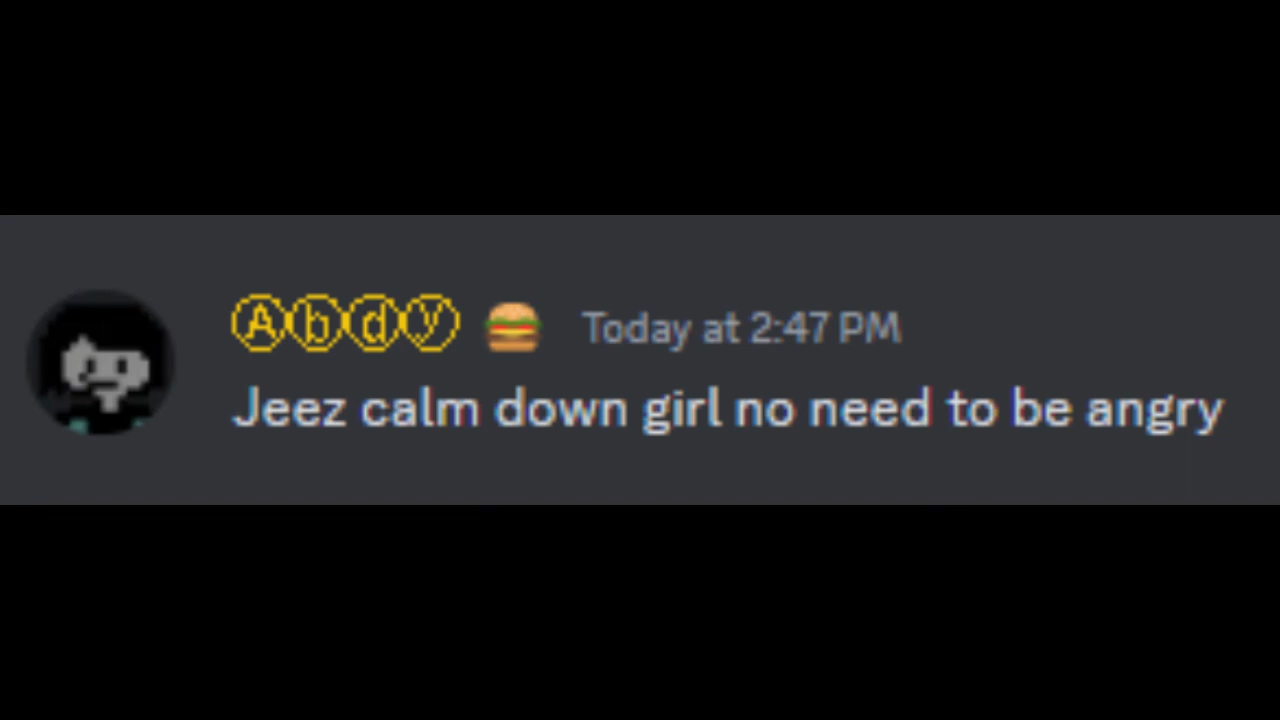 Ⓐⓑⓓⓨ 🍔 Today at 2:47 PM
Jeez calm down girl no need to be angry